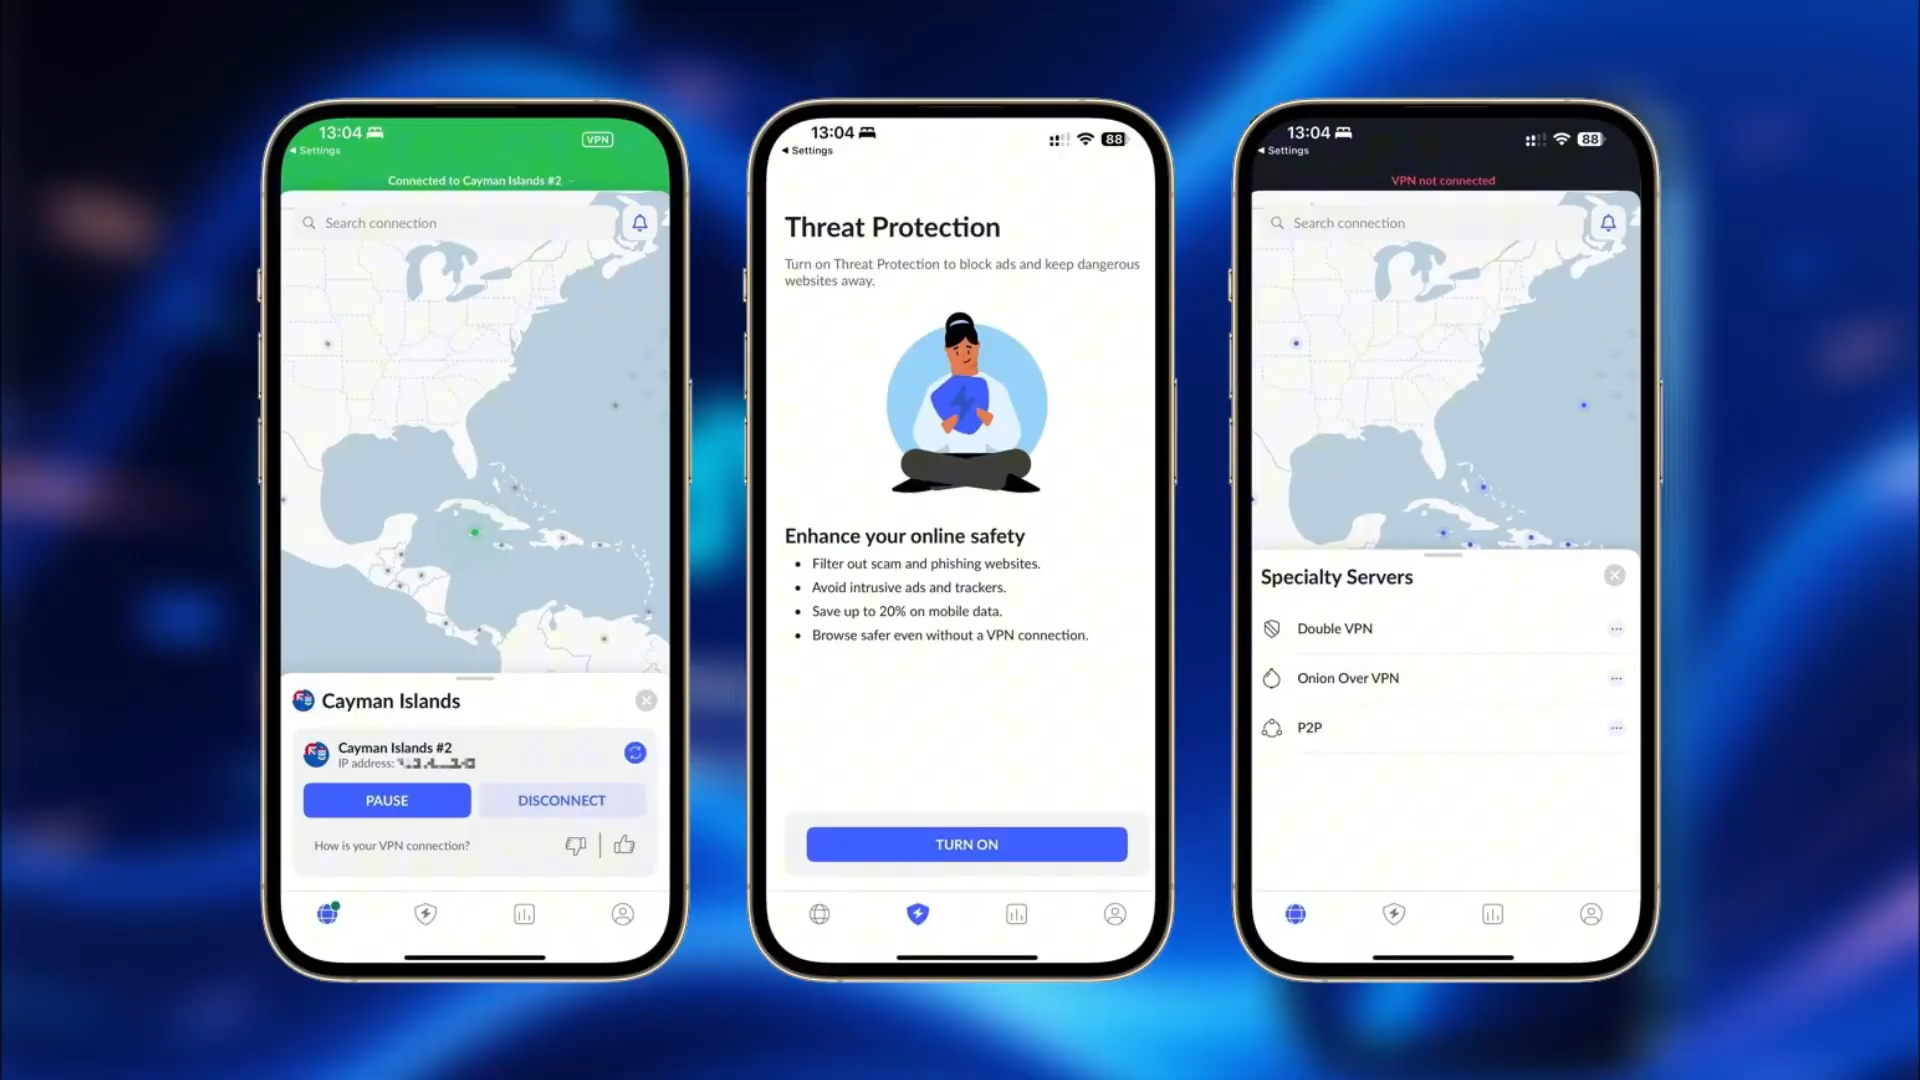 13:04
VPN
Settings
Connected to Cayman Islands #2
Search connection
Cayman Islands
Cayman Islands #2
IP address:
PAUSE
DISCONNECT
How is your VPN connection?
13:04
88
Settings
Threat Protection
Turn on Threat Protection to block ads and keep dangerous
websites away.
Enhance your online safety
• Filter out scam and phishing websites.
• Avoid intrusive ads and trackers.
• Save up to 20% on mobile data.
• Browse safer even without a VPN connection.
TURN ON
13:04
88
Settings
VPN not connected
Search connection
Specialty Servers
Double VPN
Onion Over VPN
P2P